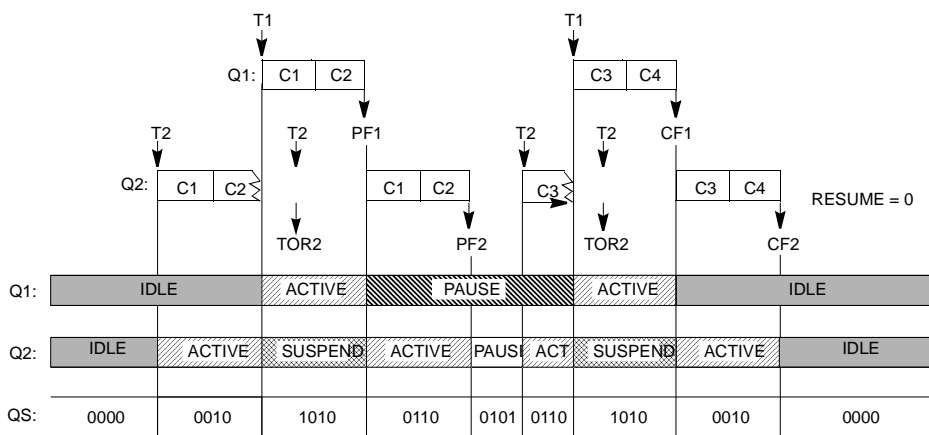 T1 T1
Q1: C1 C2 C3 C4
T2 T2 PF1 T2 T2 CF1
Q2: C1 C2 C1 C2 C3 C3 C4 RESUME = 0
TOR2 PF2 TOR2 CF2
Q1: IDLE ACTIVE PAUSE ACTIVE IDLE
Q2: IDLE ACTIVE SUSPEND ACTIVE PAUSE ACT SUSPEND ACTIVE IDLE
QS: 0000 0010 1010 0110 0101 0110 1010 0010 0000